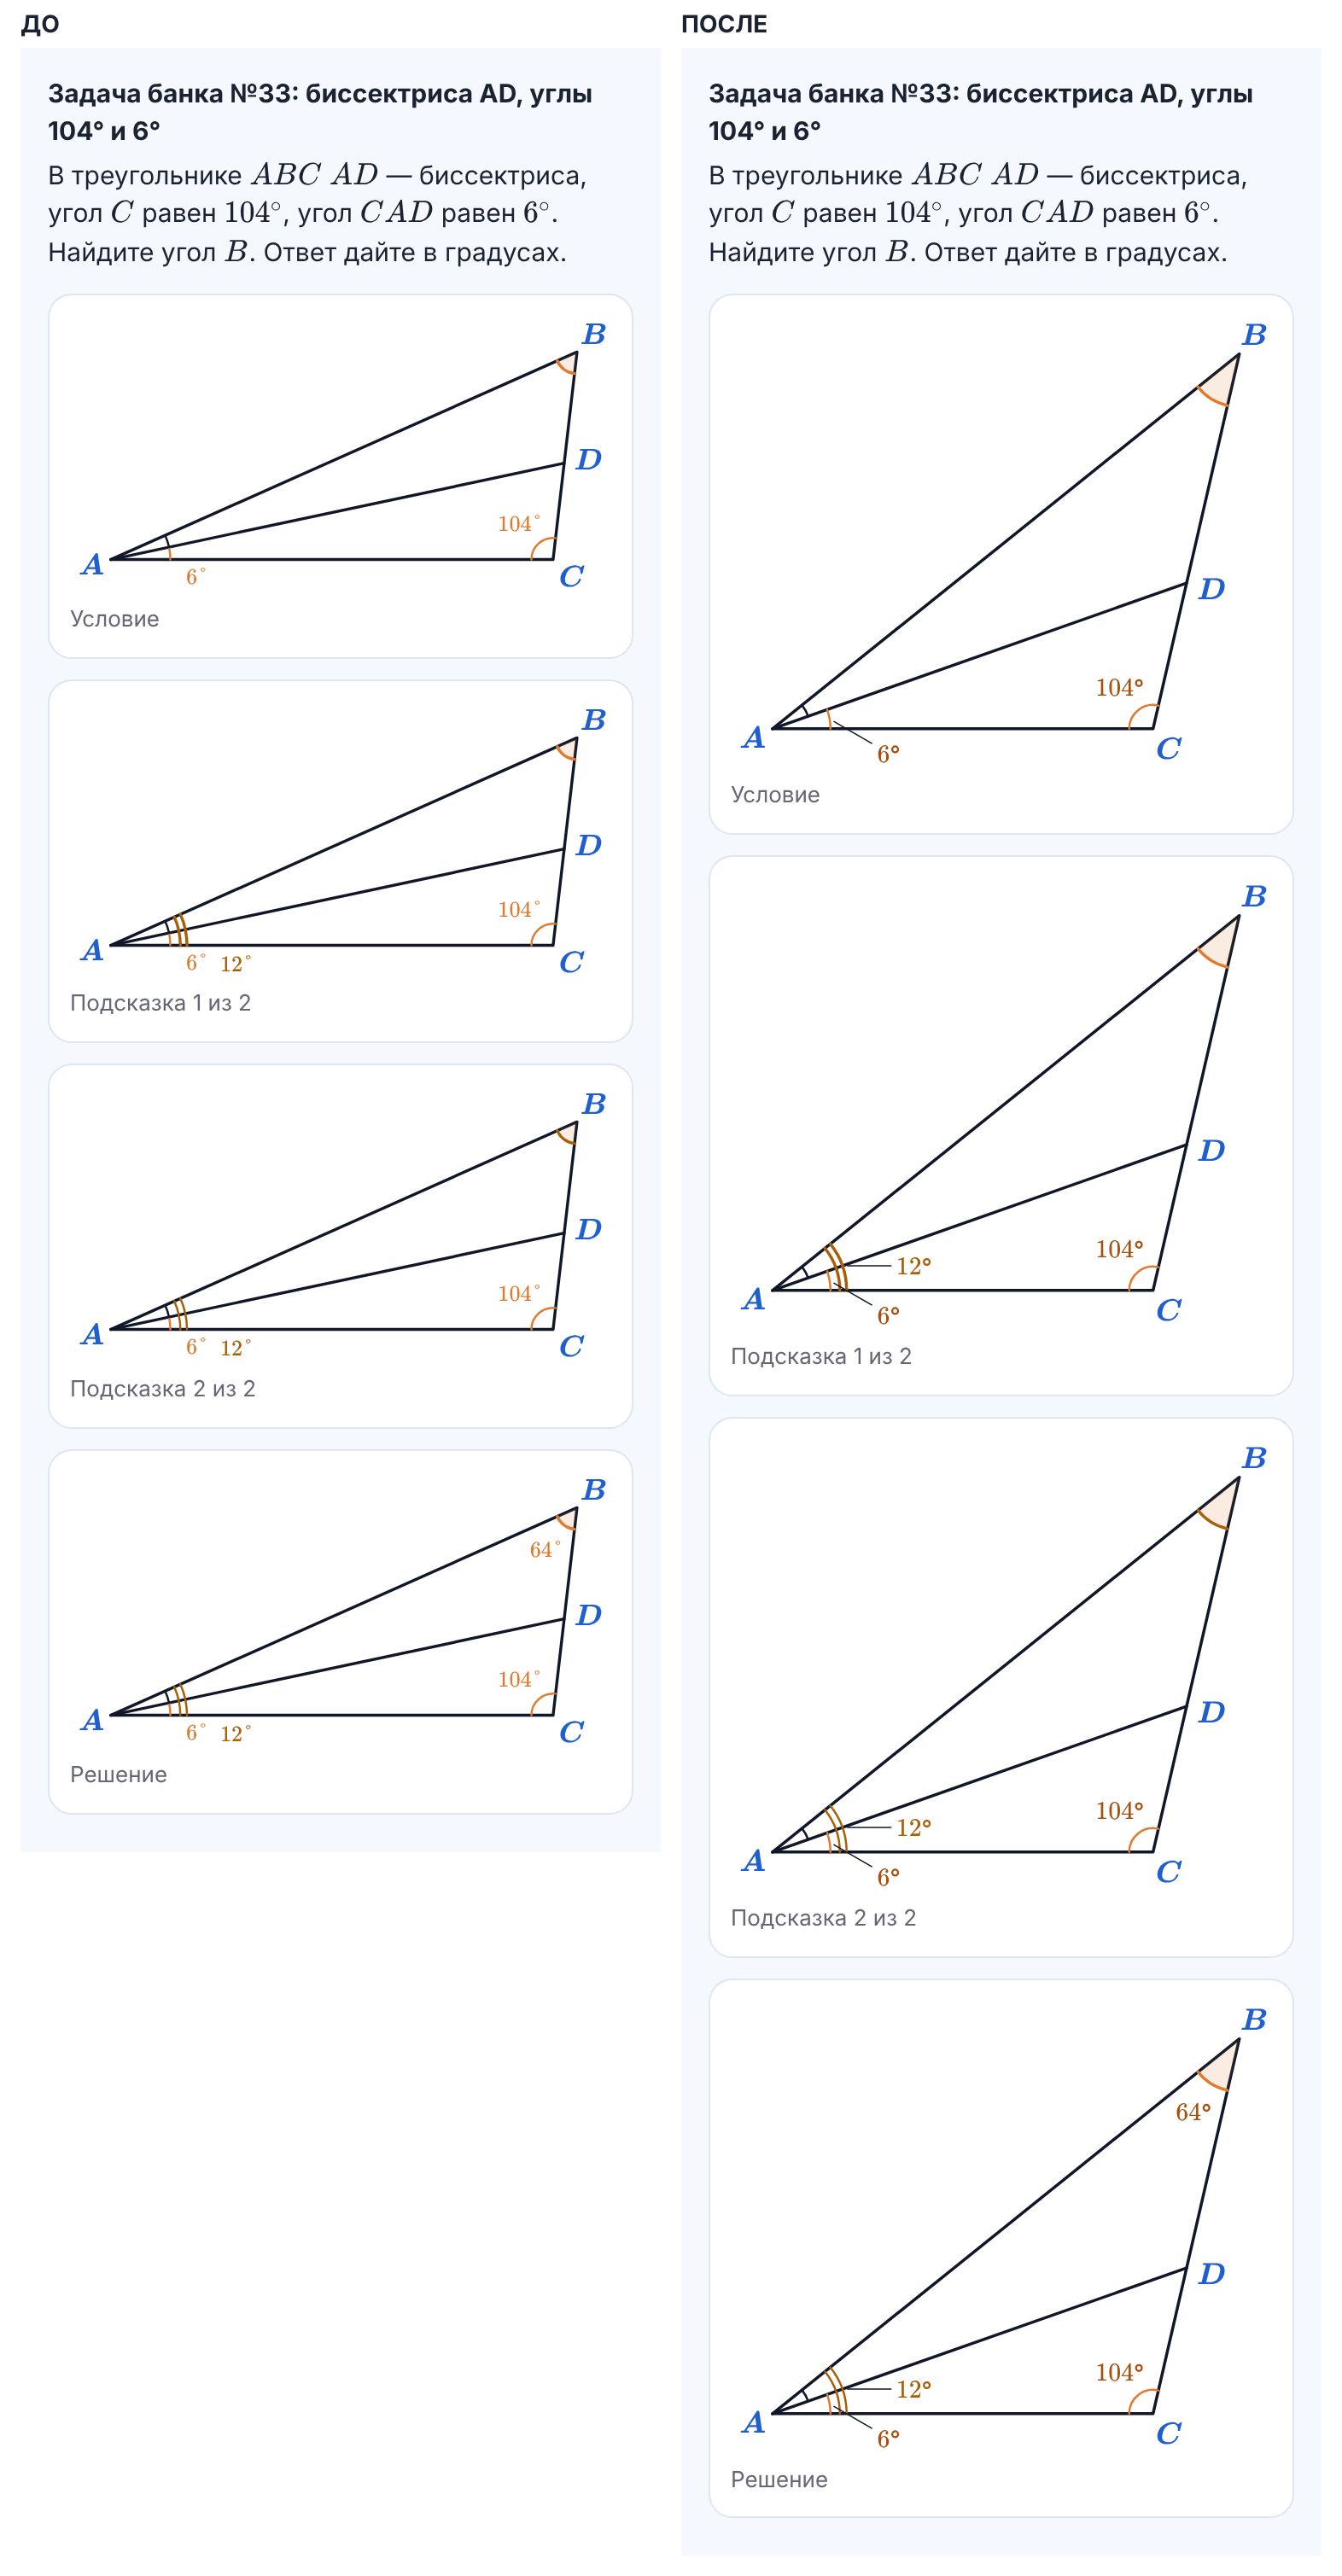 ДО
Задача банка №33: биссектриса AD, углы
104° и 6°
В треугольнике ABC AD — биссектриса,
угол C равен 104°, угол CAD равен 6°.
Найдите угол B. Ответ дайте в градусах.
B
D
104°
A
6°
C
Условие
B
D
104°
A
6° 12°
C
Подсказка 1 из 2
B
D
104°
A
6° 12°
C
Подсказка 2 из 2
B
64°
D
104°
A
6° 12°
C
Решение
ПОСЛЕ
Задача банка №33: биссектриса AD, углы
104° и 6°
В треугольнике ABC AD — биссектриса,
угол C равен 104°, угол CAD равен 6°.
Найдите угол B. Ответ дайте в градусах.
B
D
104°
A
6°
C
Условие
B
D
104°
12°
A
6°
C
Подсказка 1 из 2
B
D
104°
12°
A
6°
C
Подсказка 2 из 2
B
64°
D
104°
12°
A
6°
C
Решение